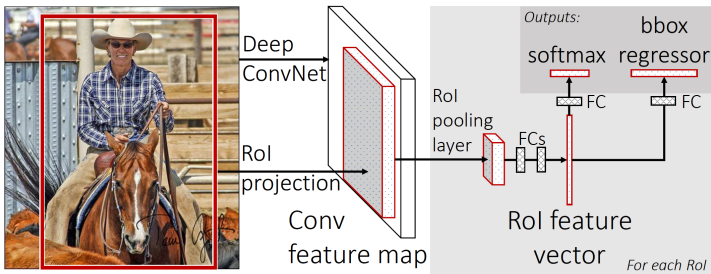 Deep
ConvNet
RoI
projection
Conv
feature map
RoI
pooling
layer
FCs
RoI feature
vector
Outputs:
softmax
bbox
regressor
FC
FC
For each RoI